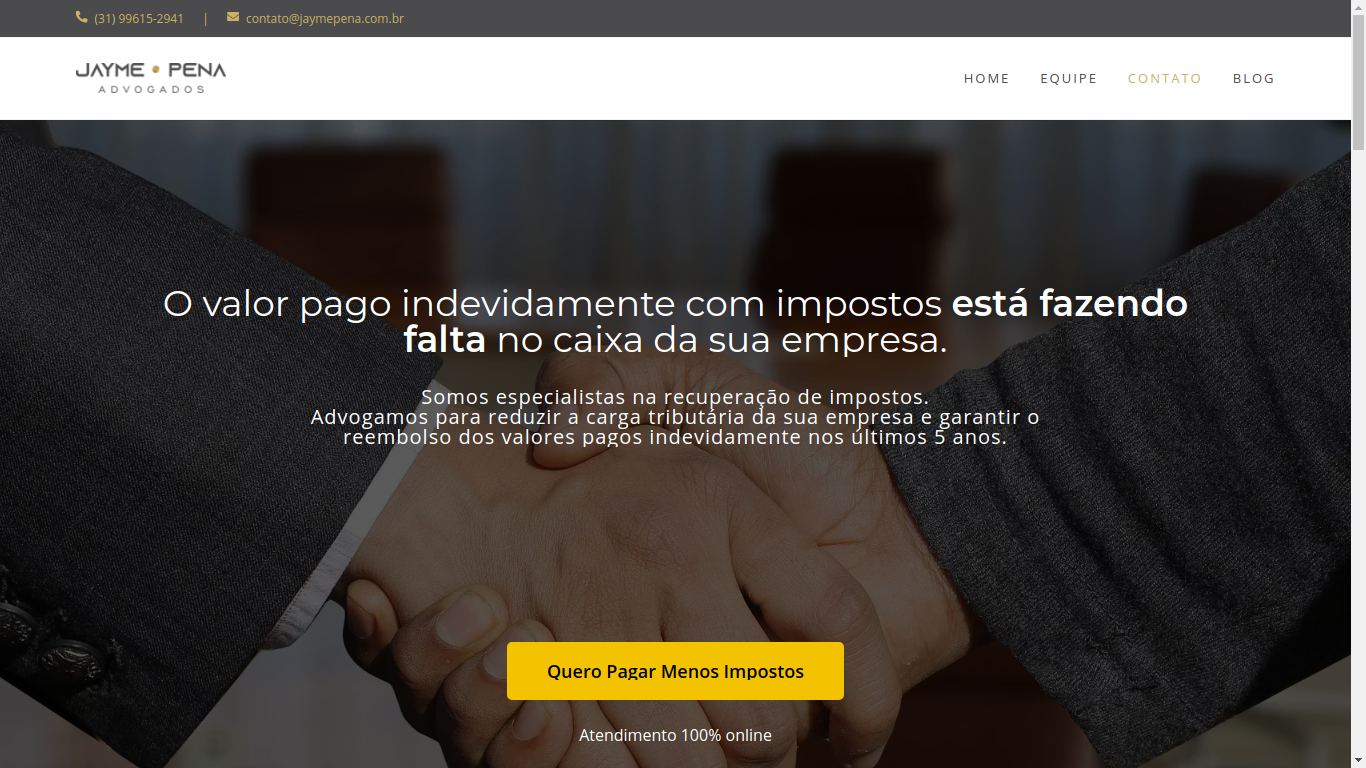 (31) 99615-2941 | contato@jaymepena.com.br
JAYME • PENA
ADVOGADOS
HOME EQUIPE CONTATO BLOG
O valor pago indevidamente com impostos está fazendo
falta no caixa da sua empresa.
Somos especialistas na recuperação de impostos.
Advogamos para reduzir a carga tributária da sua empresa e garantir o
reembolso dos valores pagos indevidamente nos últimos 5 anos.
Quero Pagar Menos Impostos
Atendimento 100% online